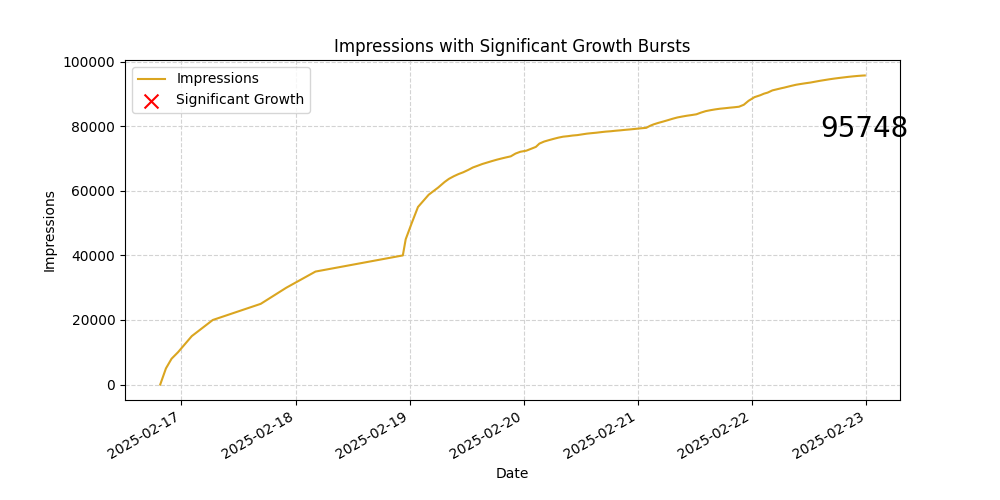 Impressions with Significant Growth Bursts
100000
80000
60000
40000
20000
0
Impressions
Impressions
Significant Growth
95748
2025-02-17
2025-02-18
2025-02-19
2025-02-20
2025-02-21
2025-02-22
2025-02-23
Date